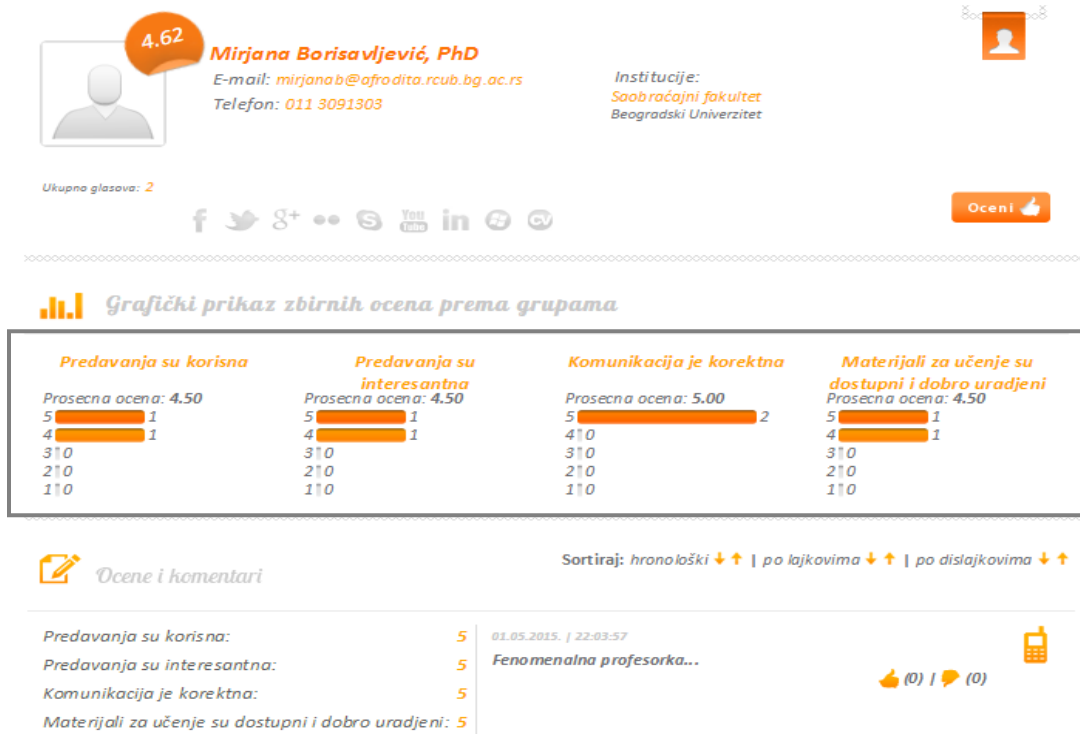 4.62
Mirjana Borisavljević, PhD
E-mail: mirjanab@afrodita.rcub.bg.ac.rs
Telefon: 011 3091303
Institucije:
Saobraćajni fakultet
Beogradski Univerzitet
Ukupno glasova: 2
f g+ S You Tube in CV
Oceni
Grafički prikaz zbirnih ocena prema grupama
Predavanja su korisna
Prosecna ocena: 4.50
5 1
4 1
3 0
2 0
1 0
Predavanja su
interesantna
Prosecna ocena: 4.50
5 1
4 1
3 0
2 0
1 0
Komunikacija je korektna
Prosecna ocena: 5.00
5 2
4 0
3 0
2 0
1 0
Materijali za učenje su
dostupni i dobro uradjeni
Prosecna ocena: 4.50
5 1
4 1
3 0
2 0
1 0
Ocene i komentari
Sortiraj: hronološki | po lajkovima | po dislajkovima
Predavanja su korisna: 5
Predavanja su interesantna: 5
Komunikacija je korektna: 5
Materijali za učenje su dostupni i dobro uradjeni: 5
01.05.2015. | 22:03:57
Fenomenalna profesorka...
(0) | (0)